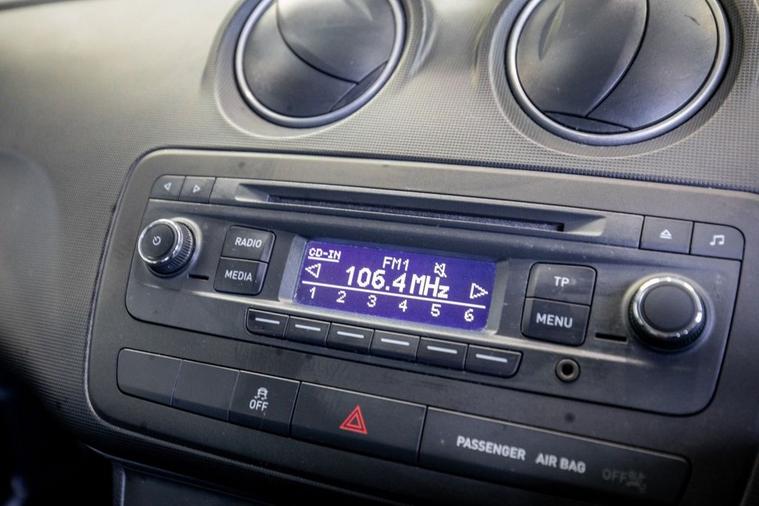 RADIO
MEDIA
CD-IN
FM1
106.4 MHz
1 2 3 4 5 6
TP
MENU
OFF
PASSENGER AIR BAG OFF